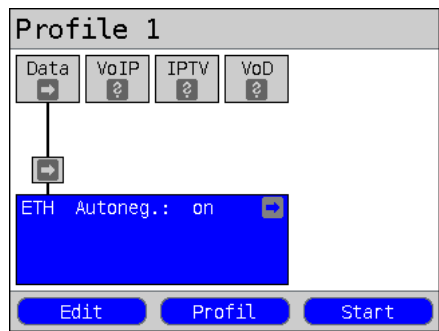 Profile 1
Data VoIP IPTV VoD
? ? ?
ETH Autoneg.: on
Edit Profil Start